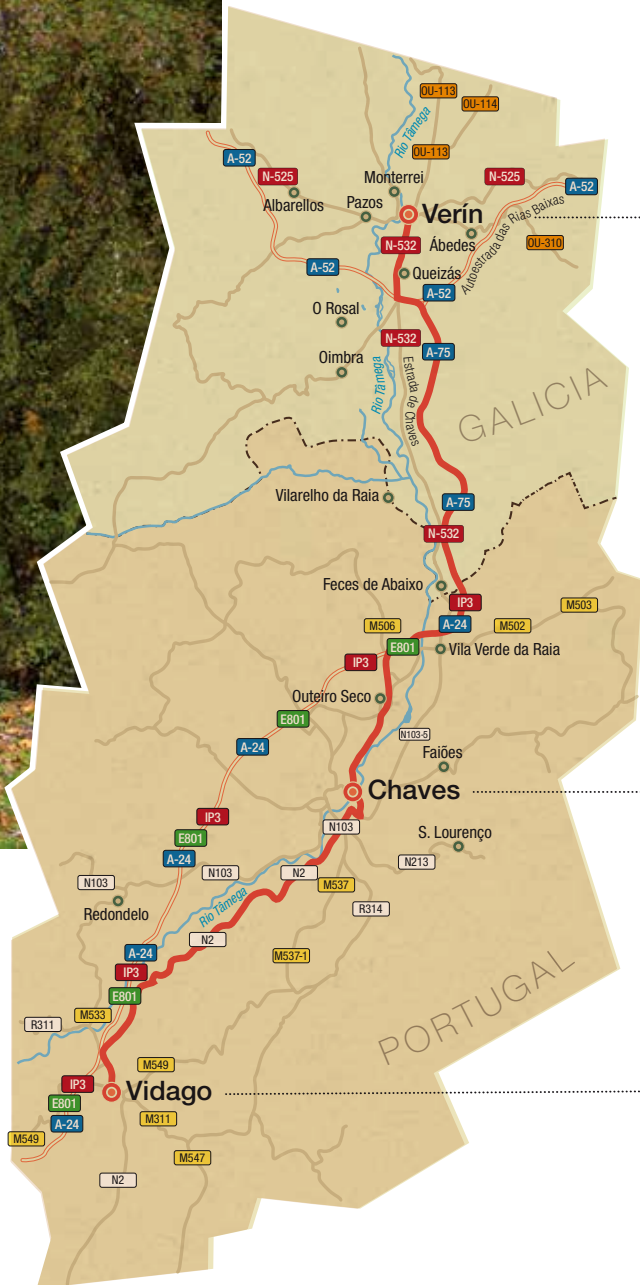 OU-113
OU-114
Rio Tâmega
OU-113
A-52
N-525
Monterrei
N-525
A-52
Albarellos
Pazos
Verín
Autoestrada das Rias Baixas
N-532
Ábedes
OU-310
A-52
Queizás
A-52
O Rosal
N-532
A-75
Oimbra
Rio Tâmega
Estrada de Chaves
GALICIA
Vilarelho da Raia
A-75
N-532
Feces de Abaixo
IP3
M503
M506
A-24
M502
E801
Vila Verde da Raia
IP3
Outeiro Seco
E801
N103-5
A-24
Faiões
Chaves
IP3
N103
E801
S. Lourenço
A-24
N213
N103
N103
N2
M537
Redondelo
Rio Tâmega
R314
N2
A-24
M537-1
IP3
PORTUGAL
E801
M533
R311
M549
IP3
Vidago
E801
M311
A-24
M549
M547
N2